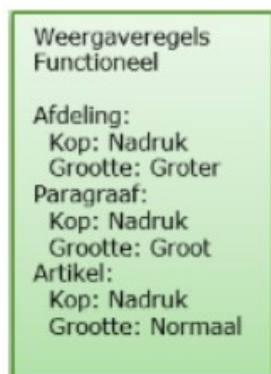 Weergaveregels
Functioneel
Afdeling:
Kop: Nadruk
Grootte: Groter
Paragraaf:
Kop: Nadruk
Grootte: Groot
Artikel:
Kop: Nadruk
Grootte: Normaal